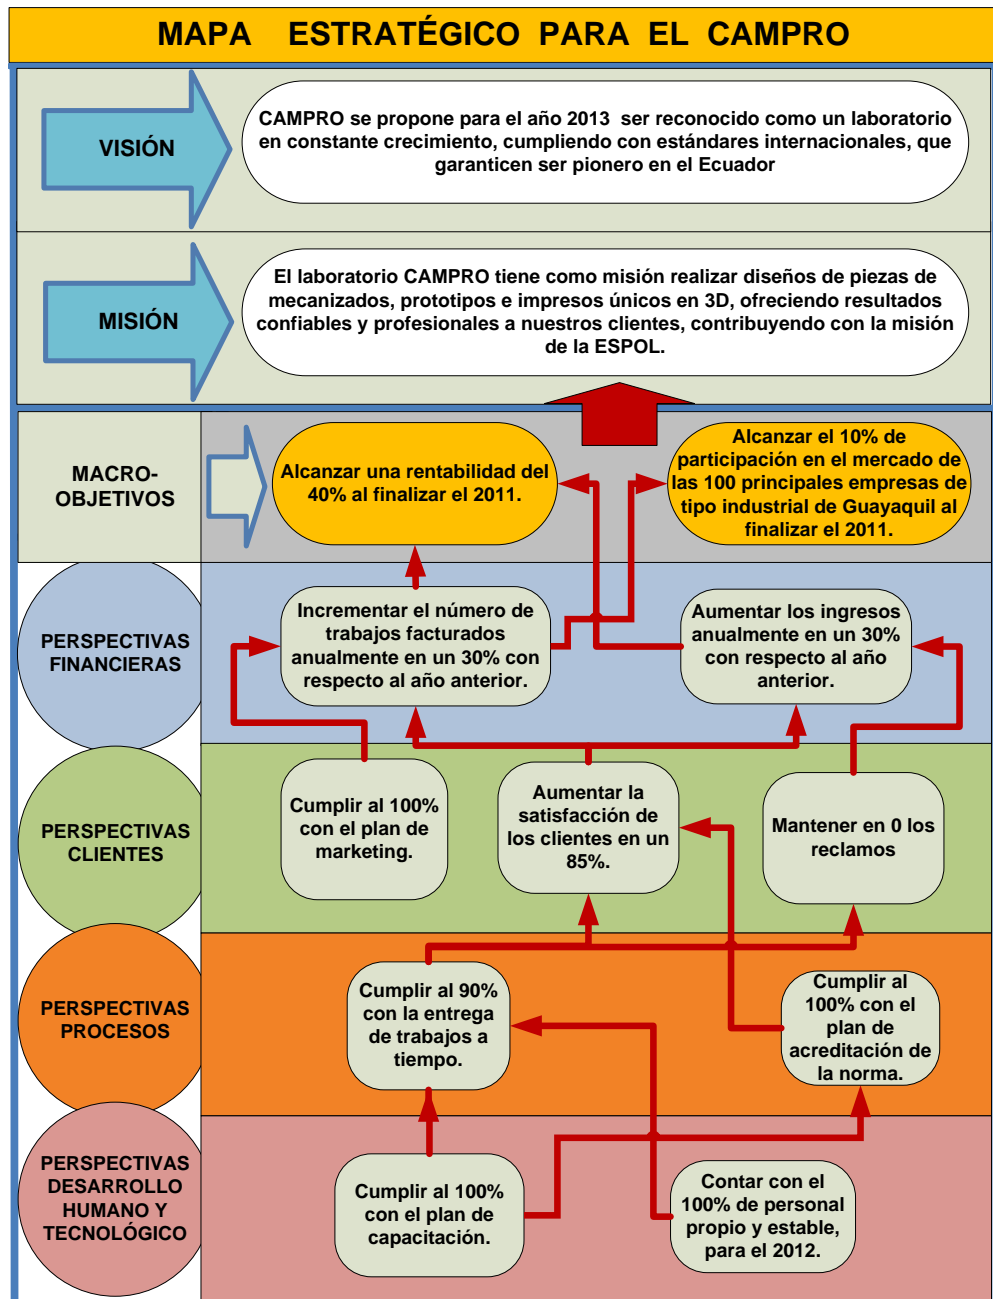 MAPA ESTRATÉGICO PARA EL CAMPRO
VISIÓN
CAMPRO se propone para el año 2013 ser reconocido como un laboratorio
en constante crecimiento, cumpliendo con estándares internacionales, que
garanticen ser pionero en el Ecuador
MISIÓN
El laboratorio CAMPRO tiene como misión realizar diseños de piezas de
mecanizados, prototipos e impresos únicos en 3D, ofreciendo resultados
confiables y profesionales a nuestros clientes, contribuyendo con la misión
de la ESPOL.
MACRO-
OBJETIVOS
Alcanzar una rentabilidad del
40% al finalizar el 2011.
Alcanzar el 10% de
participación en el mercado de
las 100 principales empresas de
tipo industrial de Guayaquil al
finalizar el 2011.
PERSPECTIVAS
FINANCIERAS
Incrementar el número de
trabajos facturados
anualmente en un 30% con
respecto al año anterior.
Aumentar los ingresos
anualmente en un 30%
con respecto al año
anterior.
PERSPECTIVAS
CLIENTES
Cumplir al 100%
con el plan de
marketing.
Aumentar la
satisfacción de
los clientes en un
85%.
Mantener en 0 los
reclamos
PERSPECTIVAS
PROCESOS
Cumplir al 90%
con la entrega
de trabajos a
tiempo.
Cumplir al
100% con el
plan de
acreditación de
la norma.
PERSPECTIVAS
DESARROLLO
HUMANO Y
TECNOLÓGICO
Cumplir al 100%
con el plan de
capacitación.
Contar con el
100% de personal
propio y estable,
para el 2012.